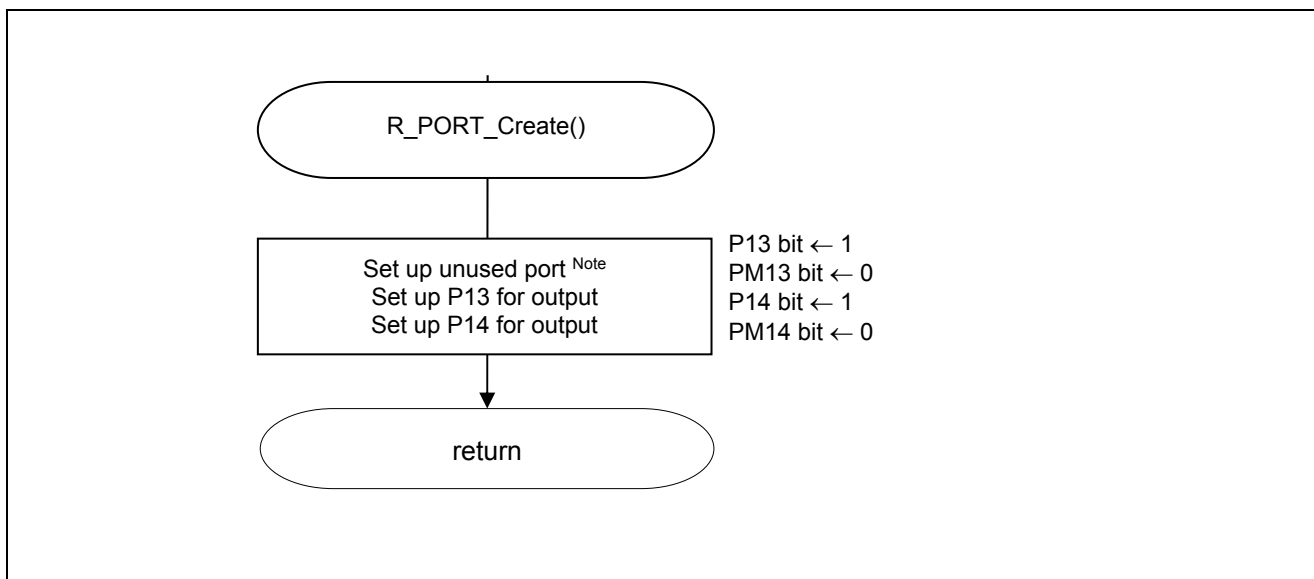 R_PORT_Create()
Set up unused port Note
Set up P13 for output
Set up P14 for output
P13 bit ← 1
PM13 bit ← 0
P14 bit ← 1
PM14 bit ← 0
return